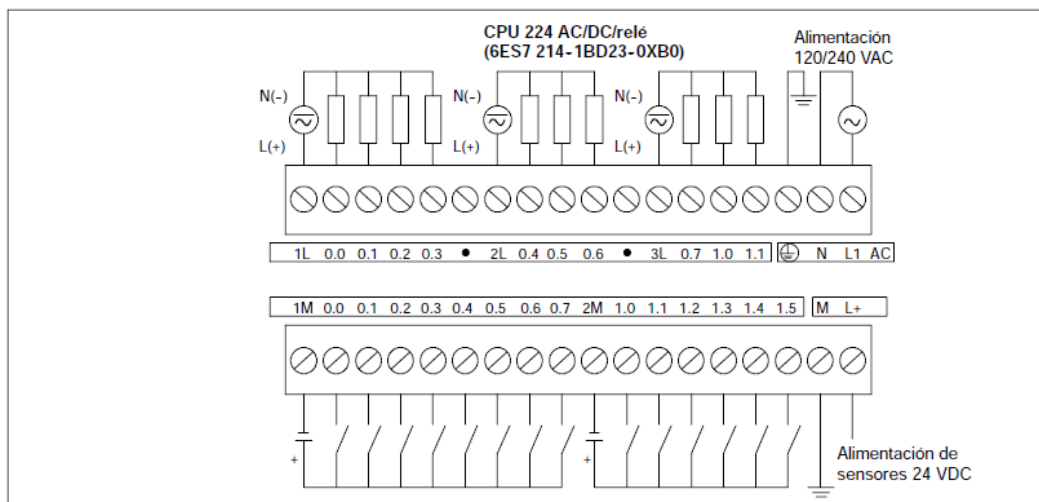 CPU 224 AC/DC/relé
(6ES7 214-1BD23-0XB0)
Alimentación
120/240 VAC
N(-)
N(-)
N(-)
L(+)
L(+)
L(+)
1L 0.0 0.1 0.2 0.3 • 2L 0.4 0.5 0.6 • 3L 0.7 1.0 1.1 N L1 AC
1M 0.0 0.1 0.2 0.3 0.4 0.5 0.6 0.7 2M 1.0 1.1 1.2 1.3 1.4 1.5 M L+
+
+
Alimentación de
sensores 24 VDC